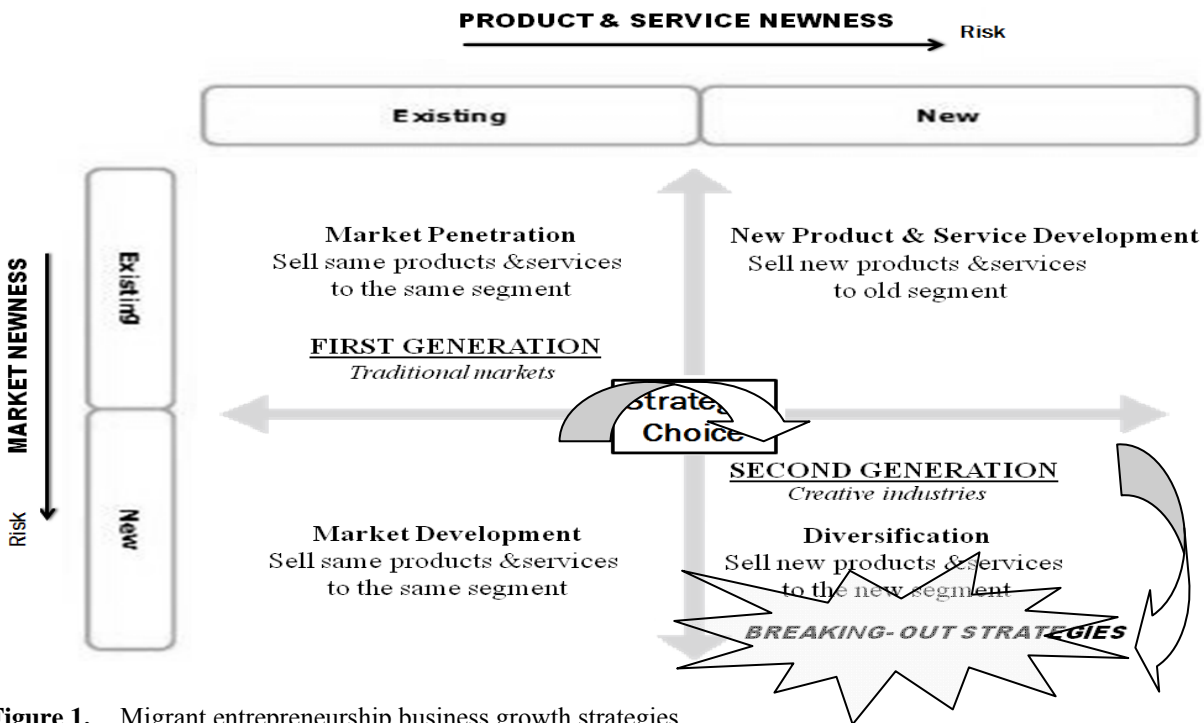 PRODUCT & SERVICE NEWNESS
Risk
Existing
New
MARKET NEWNESS
Risk
Existing
New
Market Penetration
Sell same products &services
to the same segment
FIRST GENERATION
Traditional markets
New Product & Service Development
Sell new products &services
to old segment
Choice
Market Development
Sell same products &services
to the same segment
SECOND GENERATION
Creative industries
Diversification
Sell new products &services
to the new segment
BREAKING-OUT STRATEGIES
Figure 1. Migrant entrepreneurship business growth strategies